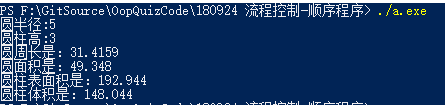 PS F:\GitSource\OopQuizCode\180924 流程控制-顺序程序> ./a.exe
圆半径:5
圆柱高:3
圆周长是：31.4159
圆面积是：49.348
圆柱表面积是：192.944
圆柱体积是：148.044